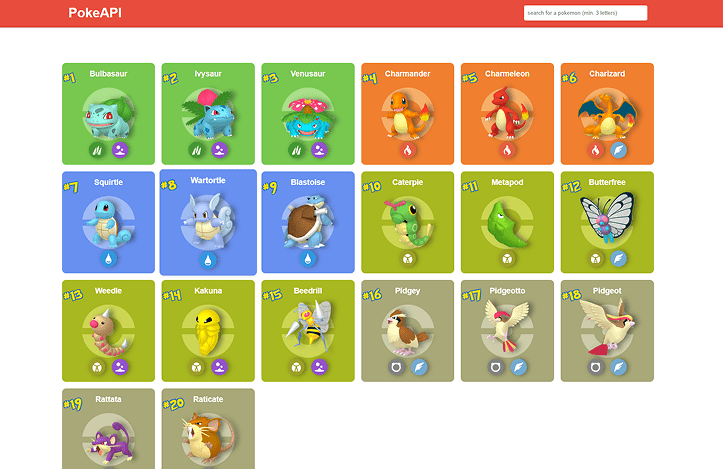 PokeAPI
search for a pokemon (min. 3 letters)
#1 Bulbasaur
#2 Ivysaur
#3 Venusaur
#4 Charmander
#5 Charmeleon
#6 Charizard
#7 Squirtle
#8 Wartortle
#9 Blastoise
#10 Caterpie
#11 Metapod
#12 Butterfree
#13 Weedle
#14 Kakuna
#15 Beedrill
#16 Pidgey
#17 Pidgeotto
#18 Pidgeot
#19 Rattata
#20 Raticate